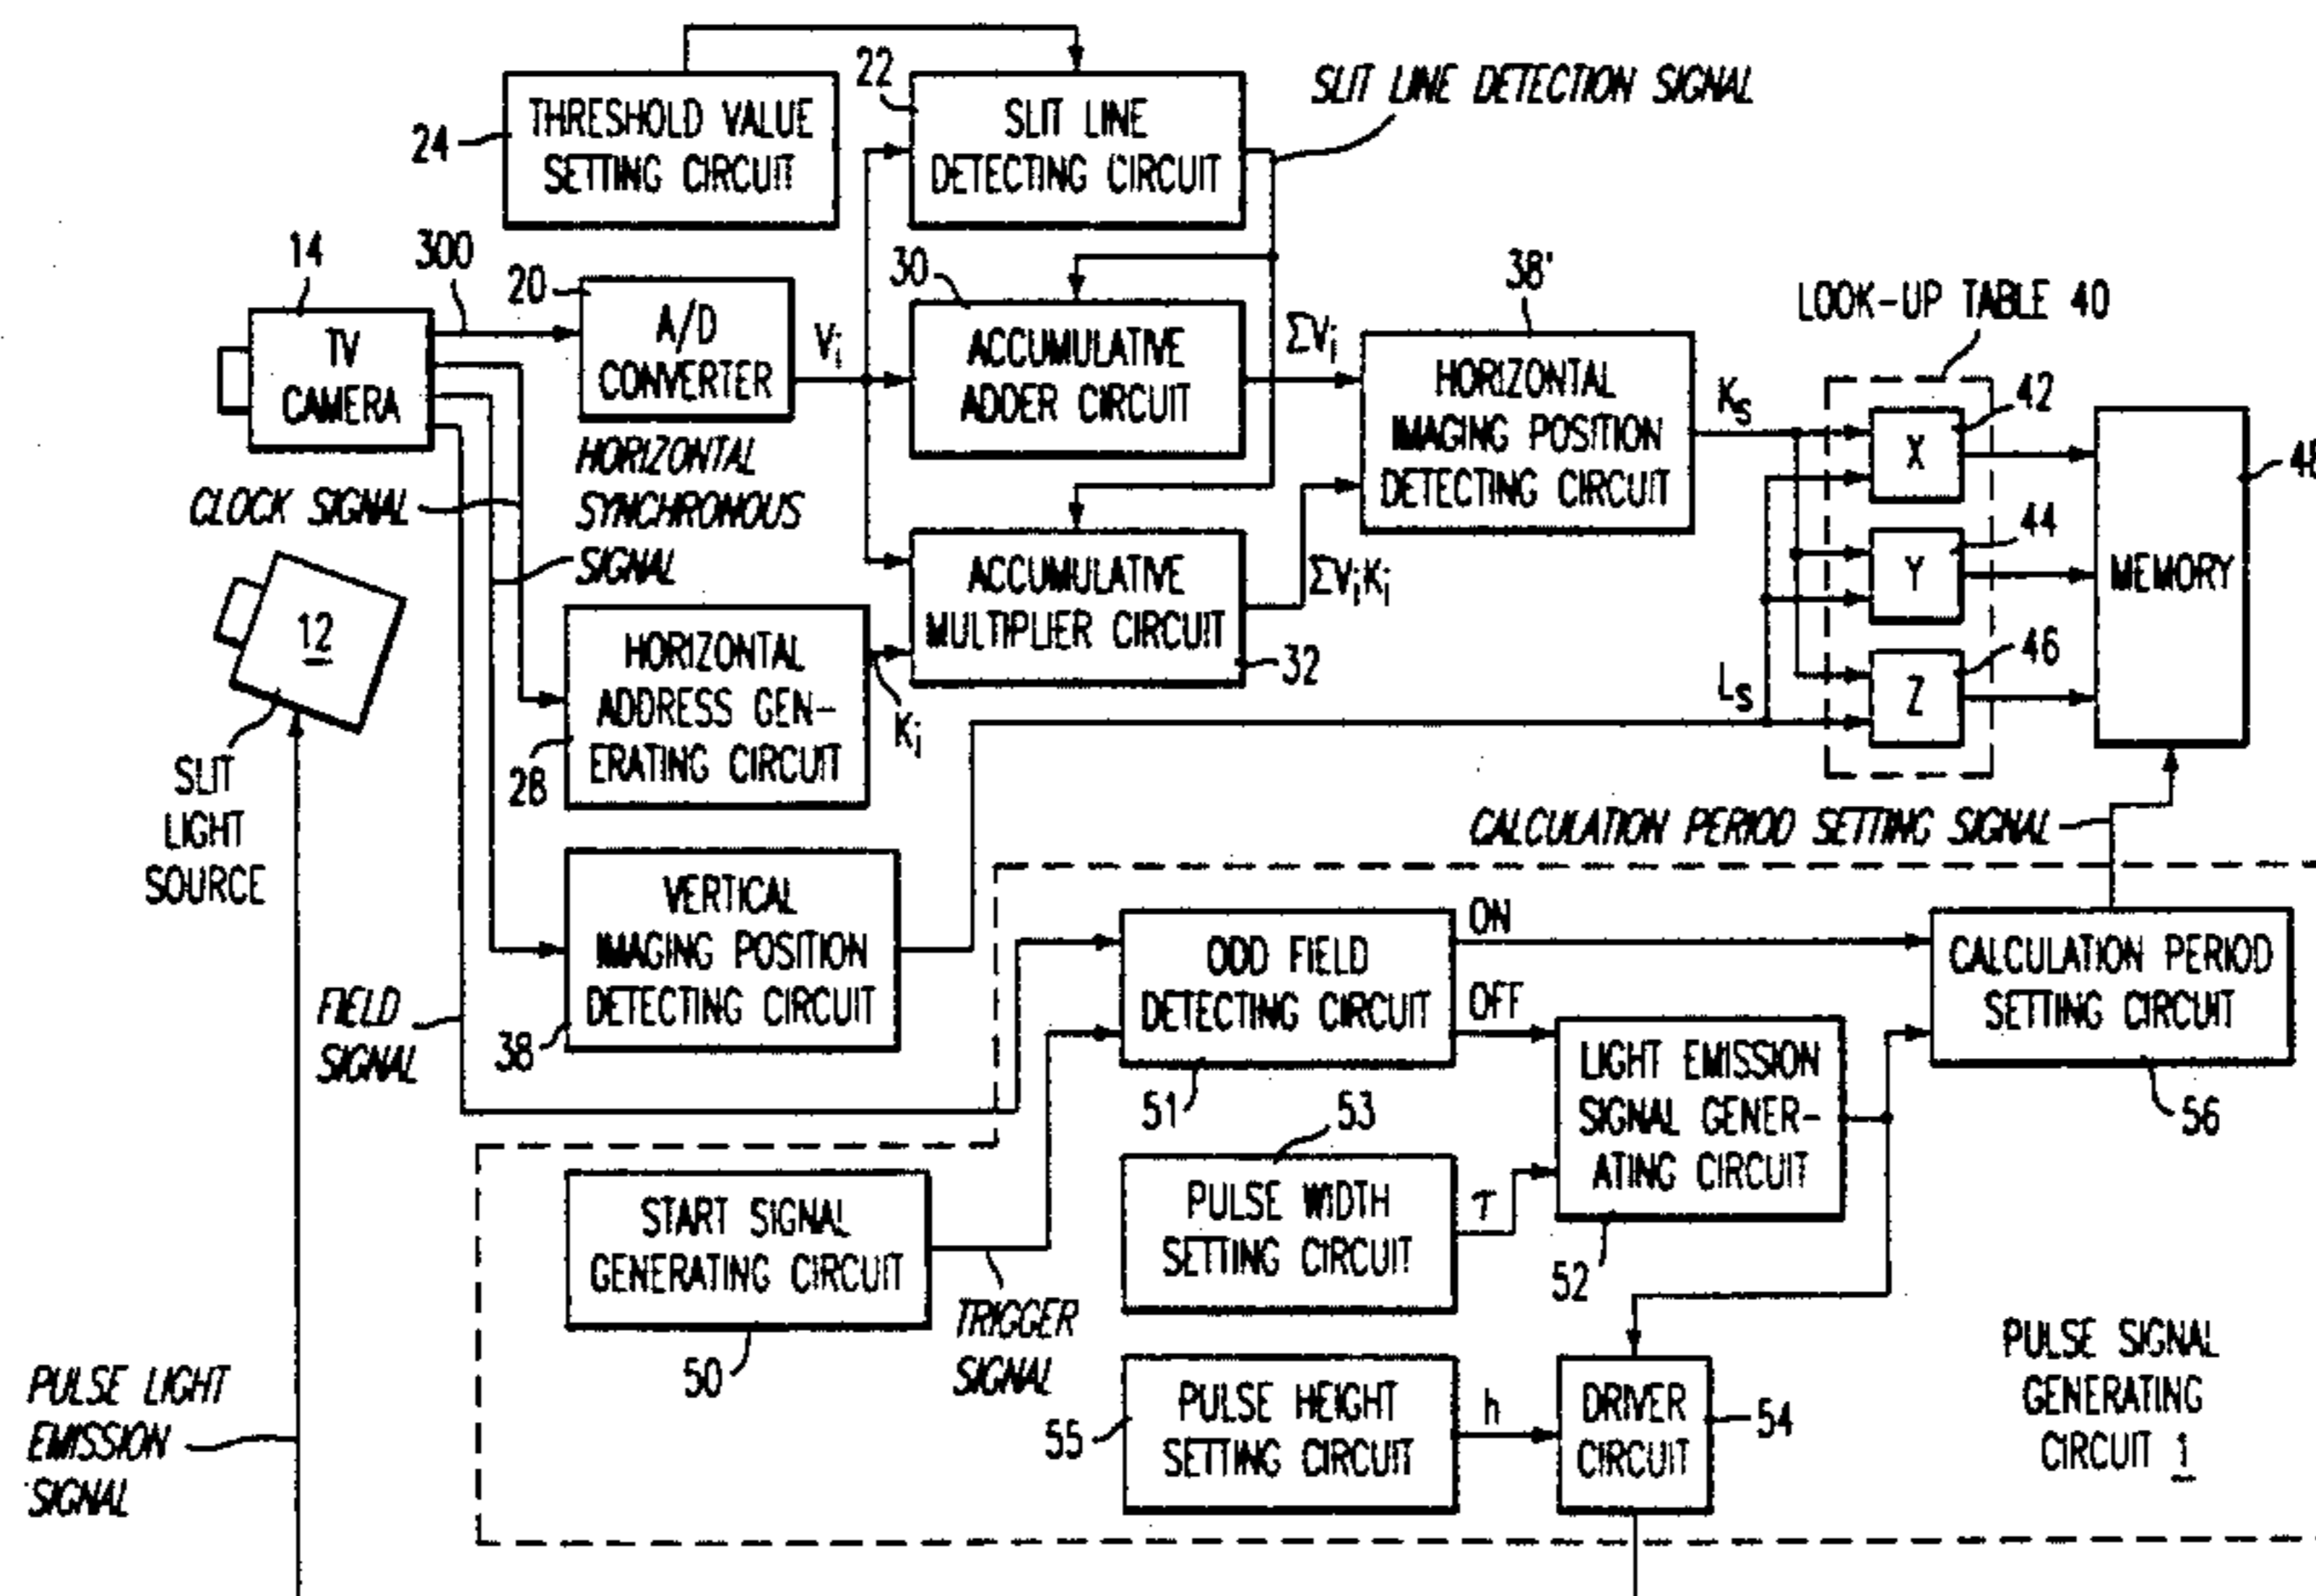 22
SLIT LINE DETECTION SIGNAL
24
THRESHOLD VALUE
SETTING CIRCUIT
SLIT LINE
DETECTING CIRCUIT
14
300
20
30
38'
LOOK-UP TABLE 40
TV
CAMERA
A/D
CONVERTER
Vi
ACCUMULATIVE
ADDER CIRCUIT
ΣVi
HORIZONTAL
IMAGING POSITION
DETECTING CIRCUIT
KS
X
42
CLOCK SIGNAL
HORIZONTAL
SYNCHRONOUS
SIGNAL
Y
44
MEMORY
12
ACCUMULATIVE
MULTIPLIER CIRCUIT
32
ΣViKi
Z
46
LS
SLIT
LIGHT
SOURCE
HORIZONTAL
ADDRESS GEN-
ERATING CIRCUIT
28
Ki
CALCULATION PERIOD SETTING SIGNAL
VERTICAL
IMAGING POSITION
DETECTING CIRCUIT
38
FIELD
SIGNAL
ODD FIELD
DETECTING CIRCUIT
51
ON
OFF
CALCULATION PERIOD
SETTING CIRCUIT
56
LIGHT EMISSION
SIGNAL GENER-
ATING CIRCUIT
52
53
PULSE WIDTH
SETTING CIRCUIT
τ
START SIGNAL
GENERATING CIRCUIT
50
TRIGGER
SIGNAL
PULSE LIGHT
EMISSION
SIGNAL
55
PULSE HEIGHT
SETTING CIRCUIT
h
DRIVER
CIRCUIT
54
PULSE SIGNAL
GENERATING
CIRCUIT 1